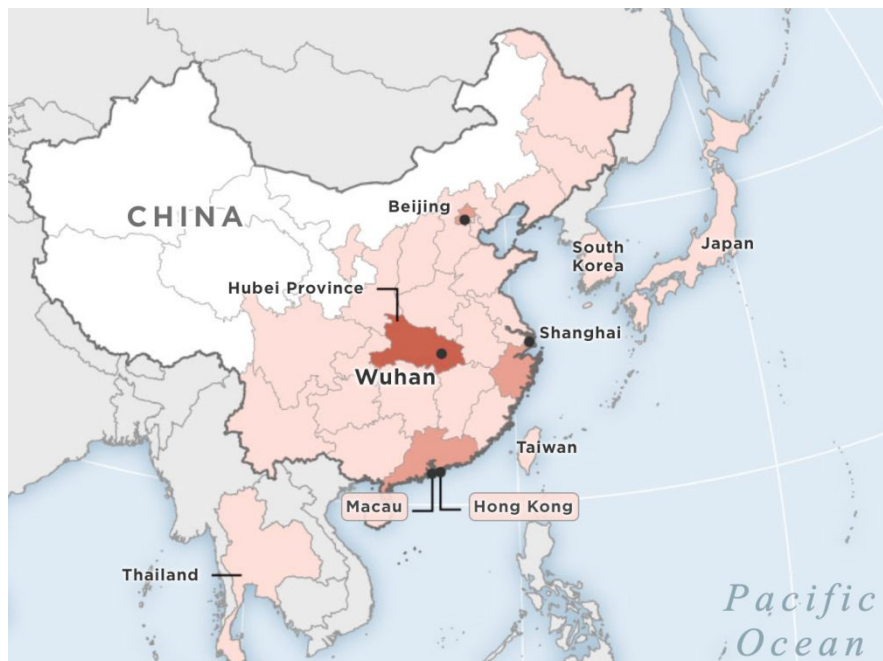 CHINA
Beijing
South
Korea
Japan
Hubei Province
Shanghai
Wuhan
Taiwan
Macau
Hong Kong
Thailand
Pacific
Ocean